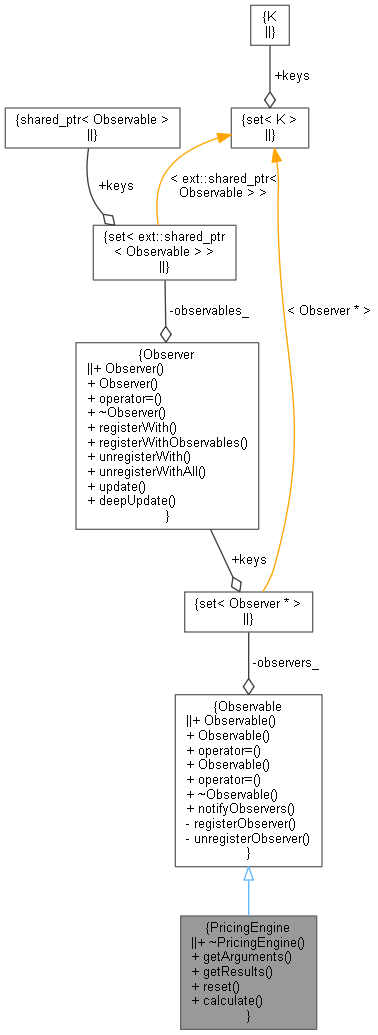 {K
||}
+keys
{shared_ptr< Observable >
||}
{set< K >
||}
+keys
< ext::shared_ptr<
Observable > >
{set< ext::shared_ptr
< Observable > >
||}
-observables_
< Observer * >
{Observer
||+ Observer()
+ Observer()
+ operator=()
+ ~Observer()
+ registerWith()
+ registerWithObservables()
+ unregisterWith()
+ unregisterWithAll()
+ update()
+ deepUpdate()
}
+keys
{set< Observer * >
||}
-observers_
{Observable
||+ Observable()
+ Observable()
+ operator=()
+ Observable()
+ operator=()
+ ~Observable()
+ notifyObservers()
- registerObserver()
- unregisterObserver()
}
{PricingEngine
||+ ~PricingEngine()
+ getArguments()
+ getResults()
+ reset()
+ calculate()
}